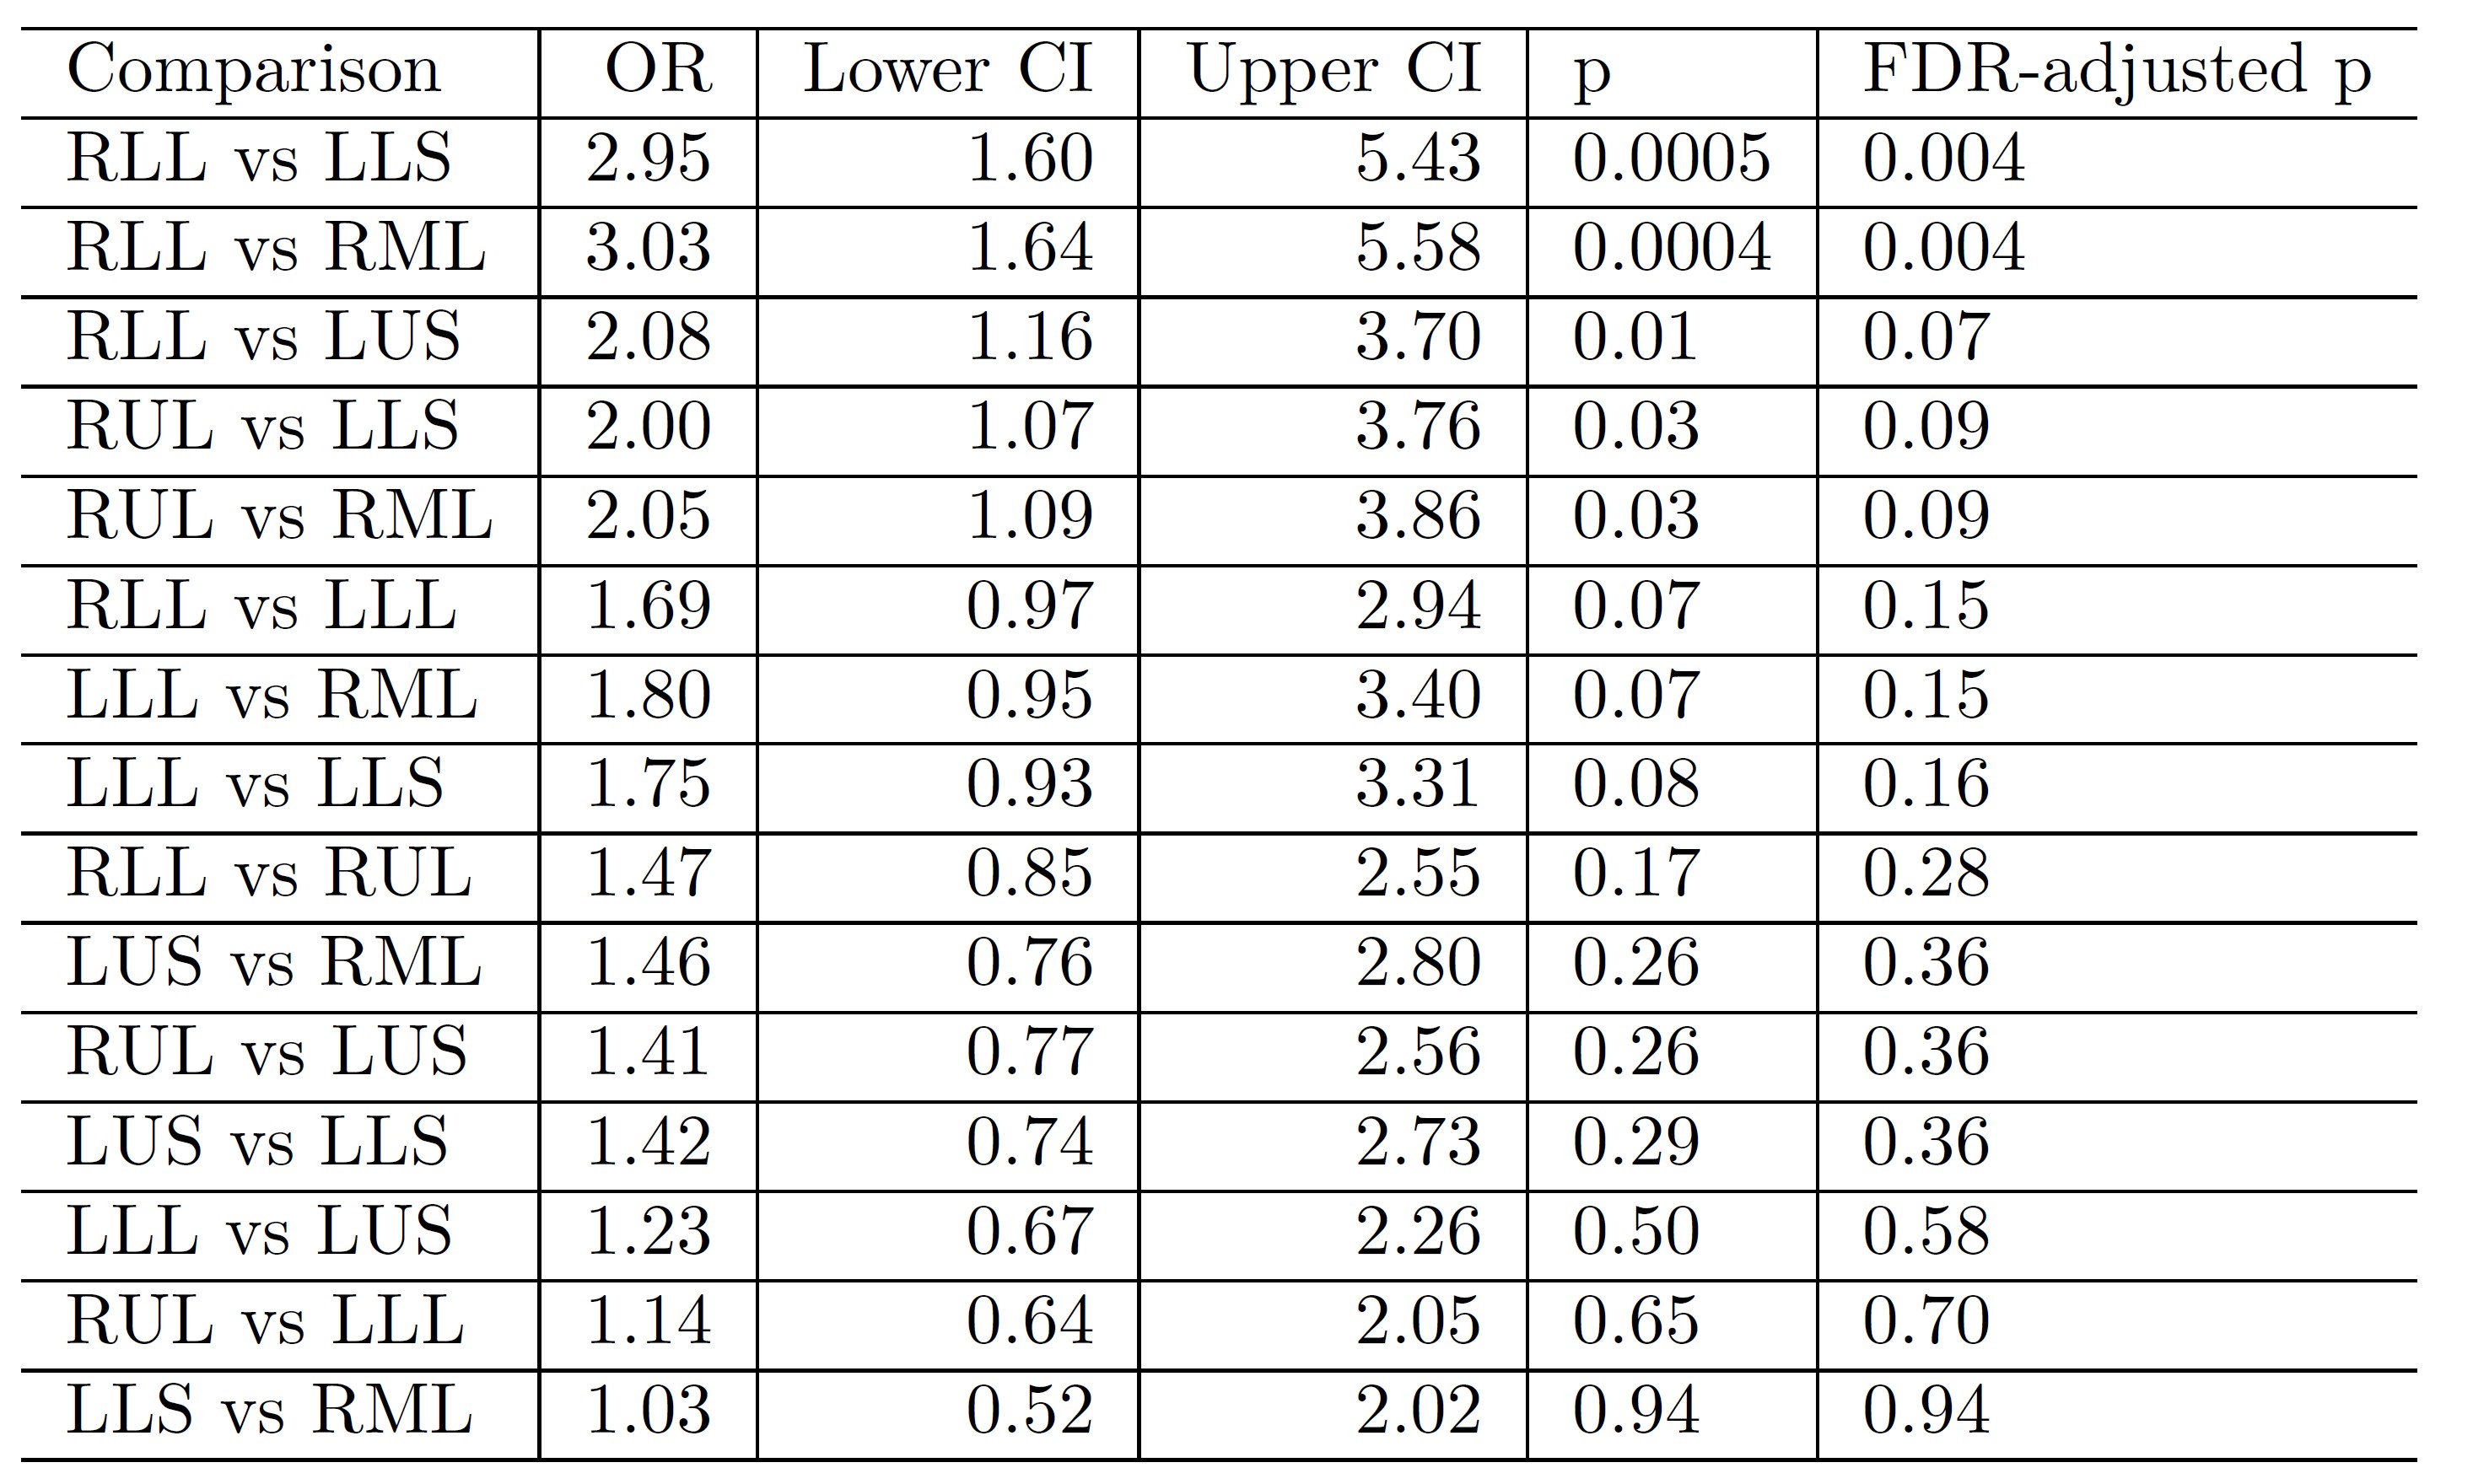 Comparison OR Lower CI Upper CI p FDR-adjusted p
RLL vs LLS 2.95 1.60 5.43 0.0005 0.004
RLL vs RML 3.03 1.64 5.58 0.0004 0.004
RLL vs LUS 2.08 1.16 3.70 0.01 0.07
RUL vs LLS 2.00 1.07 3.76 0.03 0.09
RUL vs RML 2.05 1.09 3.86 0.03 0.09
RLL vs LLL 1.69 0.97 2.94 0.07 0.15
LLL vs RML 1.80 0.95 3.40 0.07 0.15
LLL vs LLS 1.75 0.93 3.31 0.08 0.16
RLL vs RUL 1.47 0.85 2.55 0.17 0.28
LUS vs RML 1.46 0.76 2.80 0.26 0.36
RUL vs LUS 1.41 0.77 2.56 0.26 0.36
LUS vs LLS 1.42 0.74 2.73 0.29 0.36
LLL vs LUS 1.23 0.67 2.26 0.50 0.58
RUL vs LLL 1.14 0.64 2.05 0.65 0.70
LLS vs RML 1.03 0.52 2.02 0.94 0.94